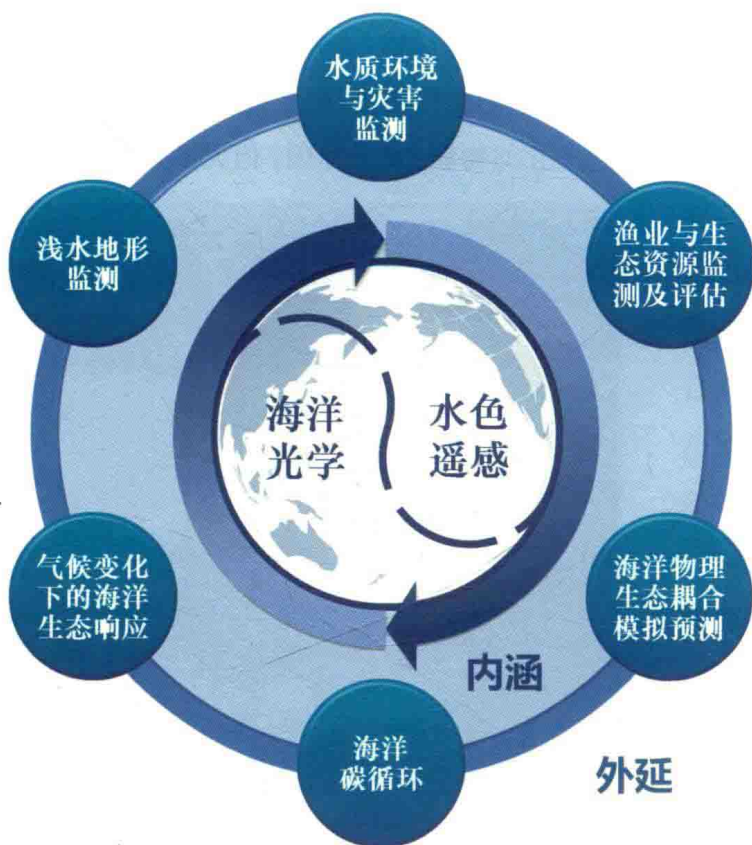 水质环境
与灾害
监测
渔业与生
态资源监
测及评估
海洋物理
生态耦合
模拟预测
海洋
碳循环
气候变化
下的海洋
生态响应
浅水地形
监测
海洋
光学
水色
遥感
内涵
外延